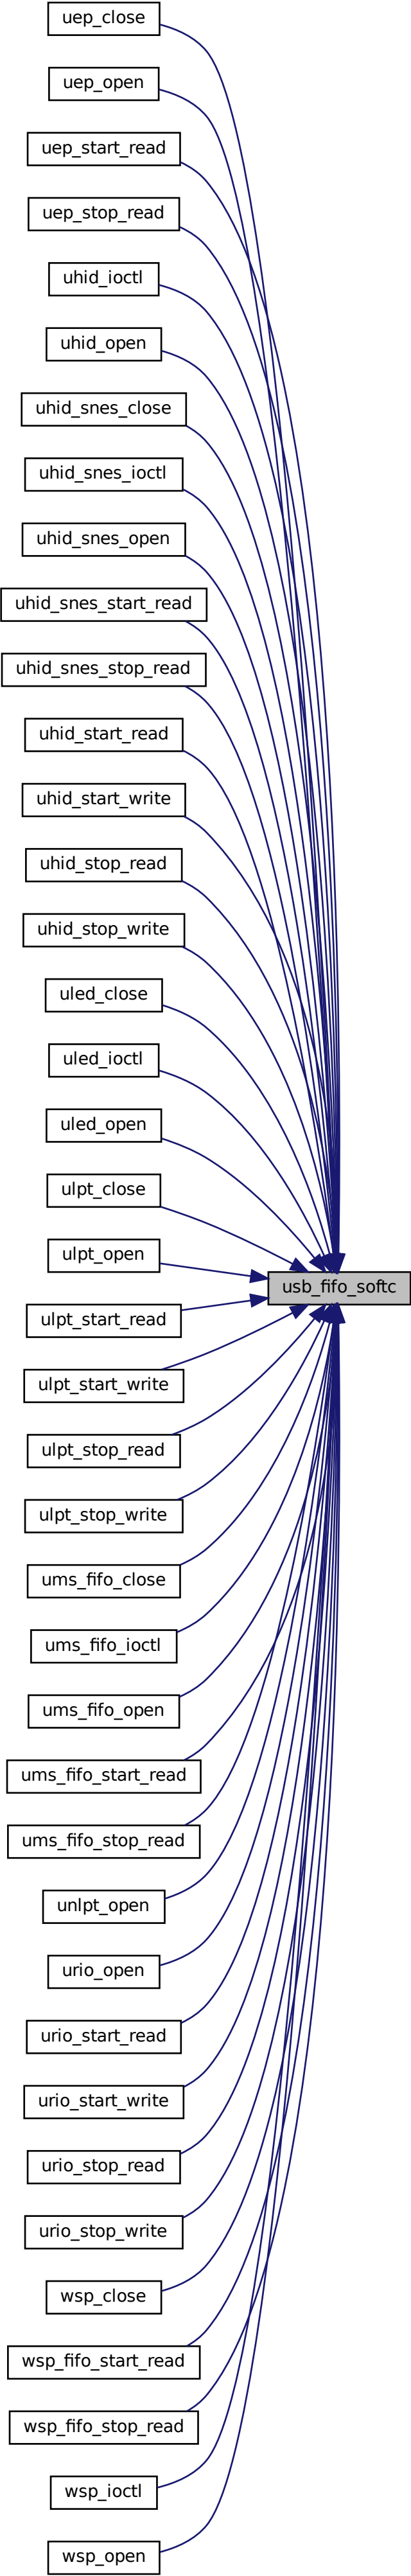 uep_close
uep_open
uep_start_read
uep_stop_read
uhid_ioctl
uhid_open
uhid_snes_close
uhid_snes_ioctl
uhid_snes_open
uhid_snes_start_read
uhid_snes_stop_read
uhid_start_read
uhid_start_write
uhid_stop_read
uhid_stop_write
uled_close
uled_ioctl
uled_open
ulpt_close
ulpt_open
usb_fifo_softc
ulpt_start_read
ulpt_start_write
ulpt_stop_read
ulpt_stop_write
ums_fifo_close
ums_fifo_ioctl
ums_fifo_open
ums_fifo_start_read
ums_fifo_stop_read
unlpt_open
urio_open
urio_start_read
urio_start_write
urio_stop_read
urio_stop_write
wsp_close
wsp_fifo_start_read
wsp_fifo_stop_read
wsp_ioctl
wsp_open